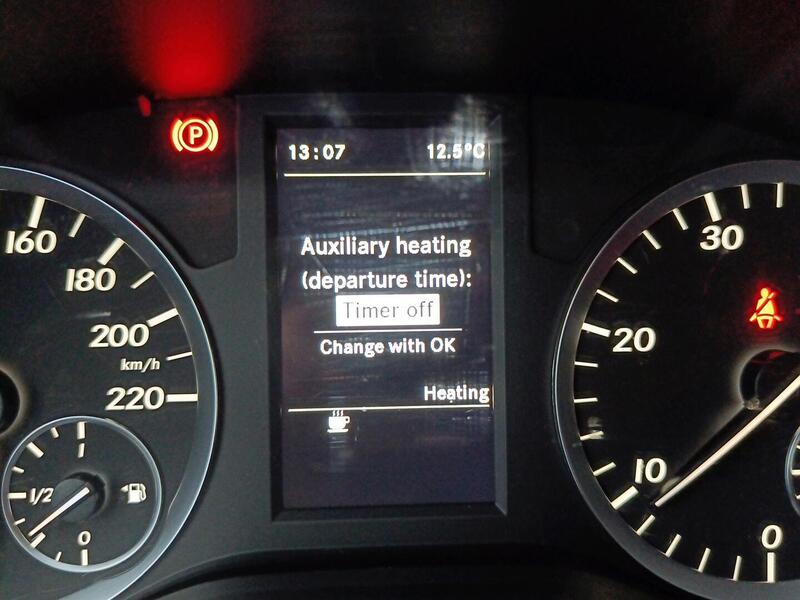 P
13:07 12.5°C
Auxiliary heating
(departure time):
Timer off
Change with OK
Heating
160
180
200
km/h
220
1
1/2
0
30
20
10
0